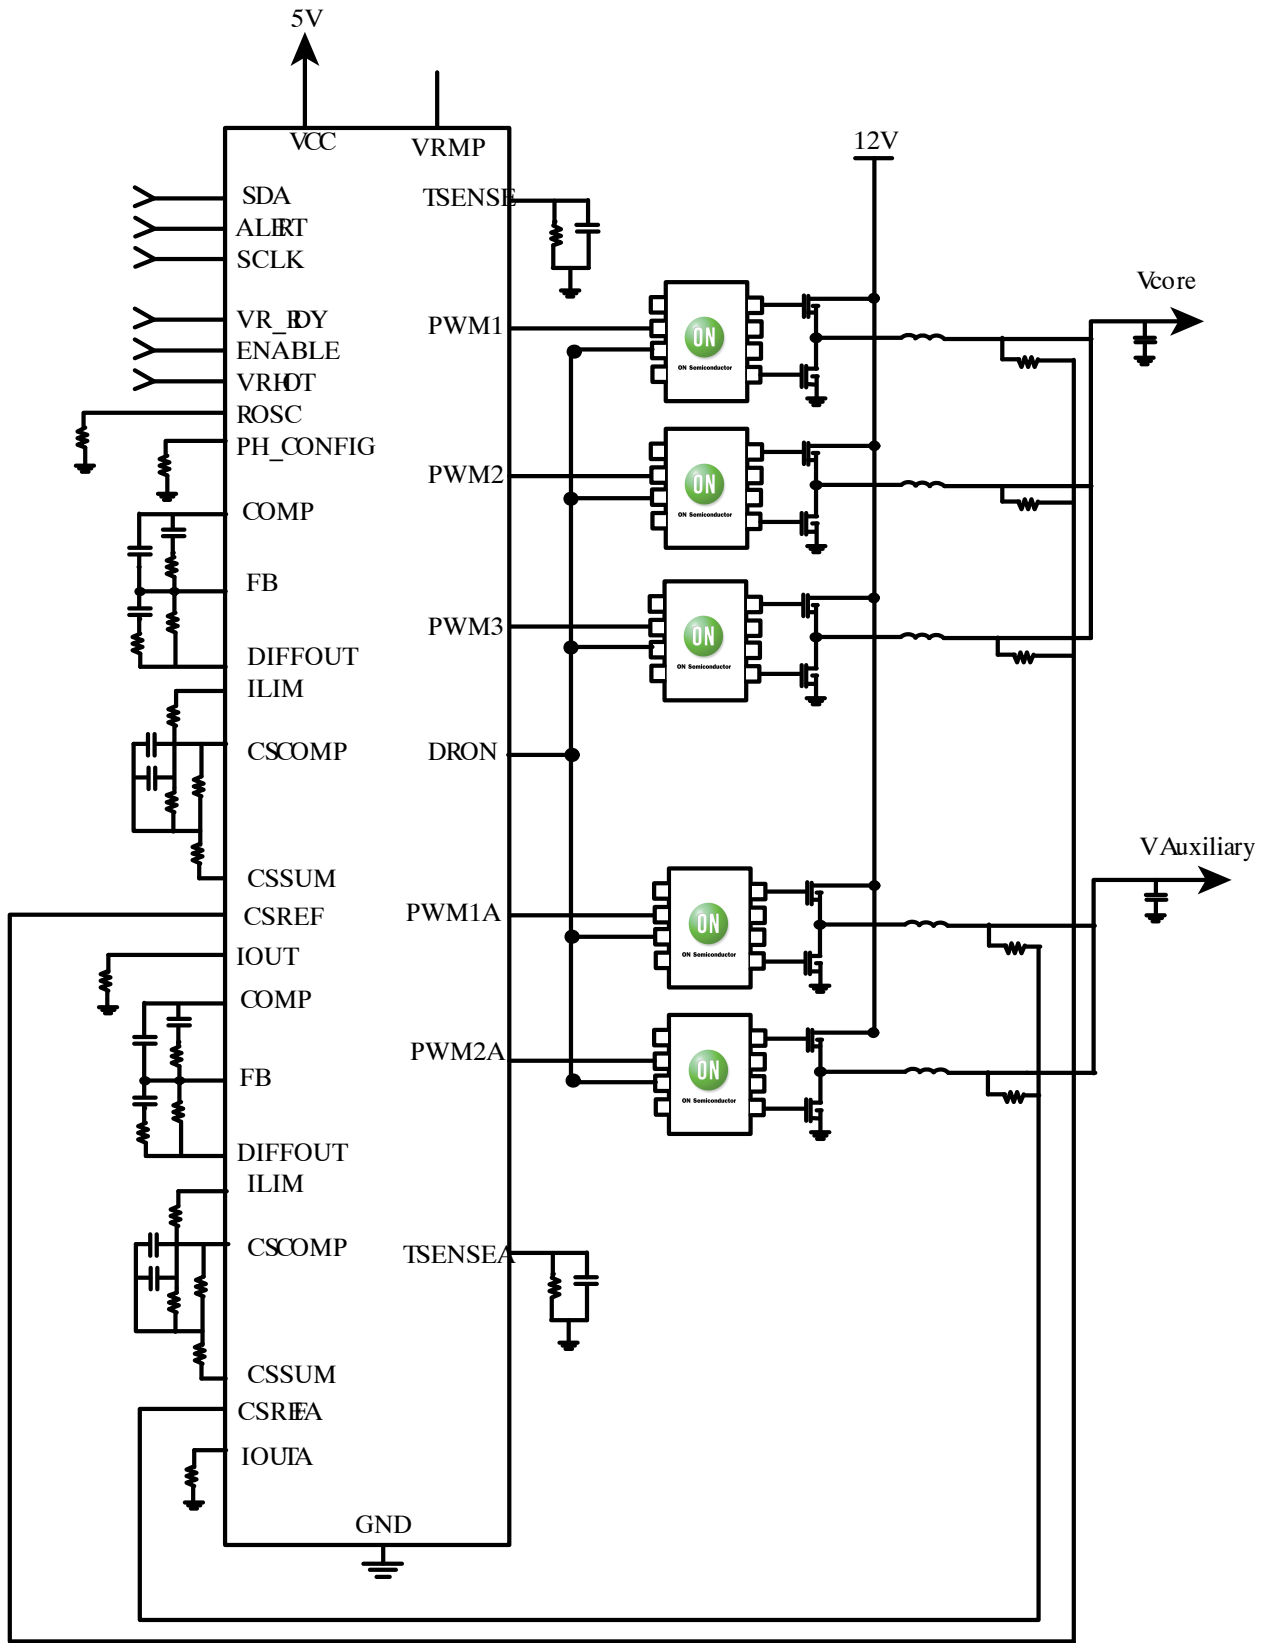 5V
VCC
VRMP
12V
SDA
TSENSE
ALERT
SCLK
Vcore
VR_RDY
PWM1
ENABLE
ON
ON Semiconductor
VRHOT
ROSC
PH_CONFIG
PWM2
ON
ON Semiconductor
COMP
FB
PWM3
ON
ON Semiconductor
DIFFOUT
ILIM
CSCOMP
DRON
VAuxiliary
CSSUM
CSREF
PWM1A
ON
ON Semiconductor
IOUT
COMP
PWM2A
ON
ON Semiconductor
FB
DIFFOUT
ILIM
CSCOMP
TSENSEA
CSSUM
CSREFA
IOUTA
GND